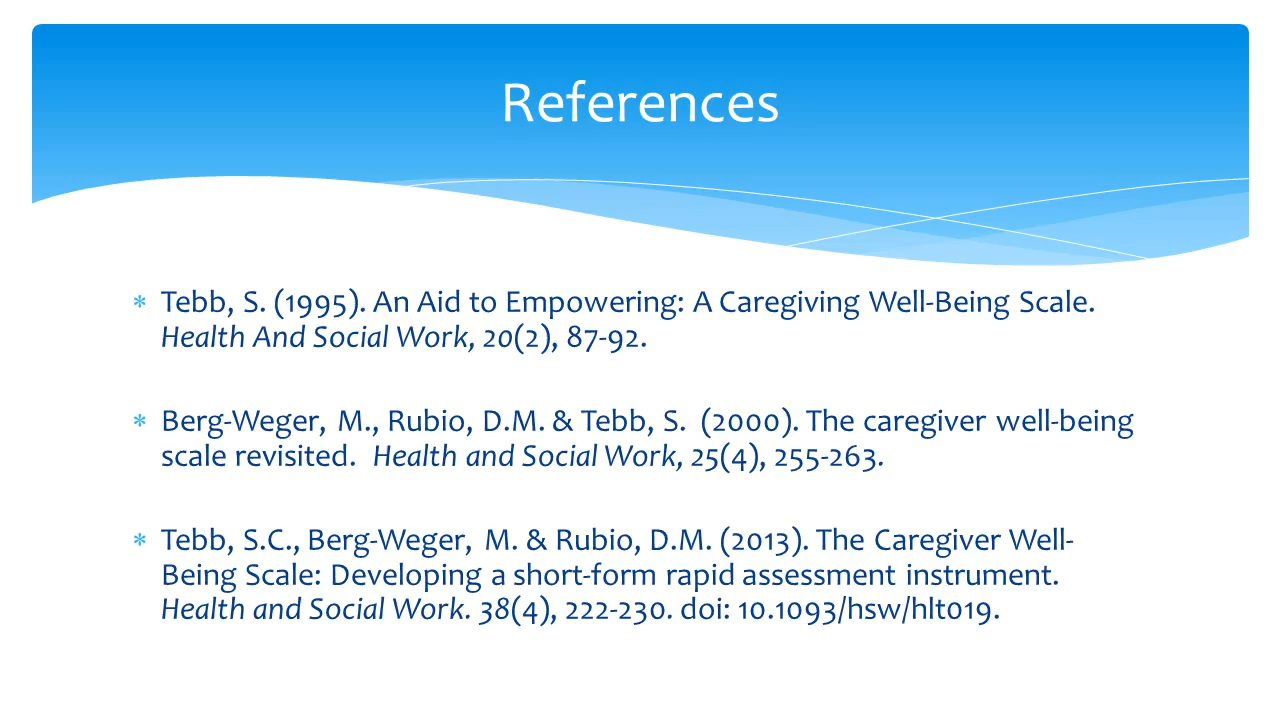 References
* Tebb, S. (1995). An Aid to Empowering: A Caregiving Well-Being Scale.
Health And Social Work, 20(2), 87-92.
* Berg-Weger, M., Rubio, D.M. & Tebb, S.  (2000). The caregiver well-being
scale revisited.  Health and Social Work, 25(4), 255-263.
* Tebb, S.C., Berg-Weger, M. & Rubio, D.M. (2013). The Caregiver Well-
Being Scale: Developing a short-form rapid assessment instrument.
Health and Social Work. 38(4), 222-230. doi: 10.1093/hsw/hlt019.